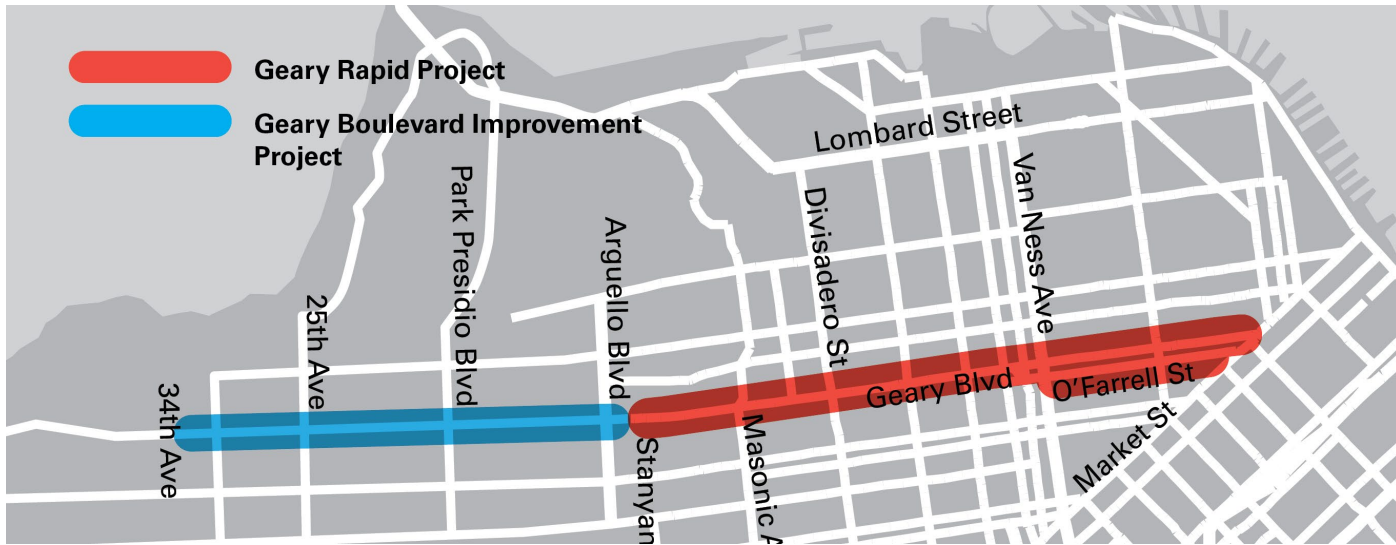 Geary Rapid Project
Geary Boulevard Improvement
Project
Lombard Street
Van Ness Ave
Park Presidio Blvd
Divisadero St
Arguello Blvd
25th Ave
34th Ave
Geary Blvd
O'Farrell St
Market St
Masonic A
Stanyan